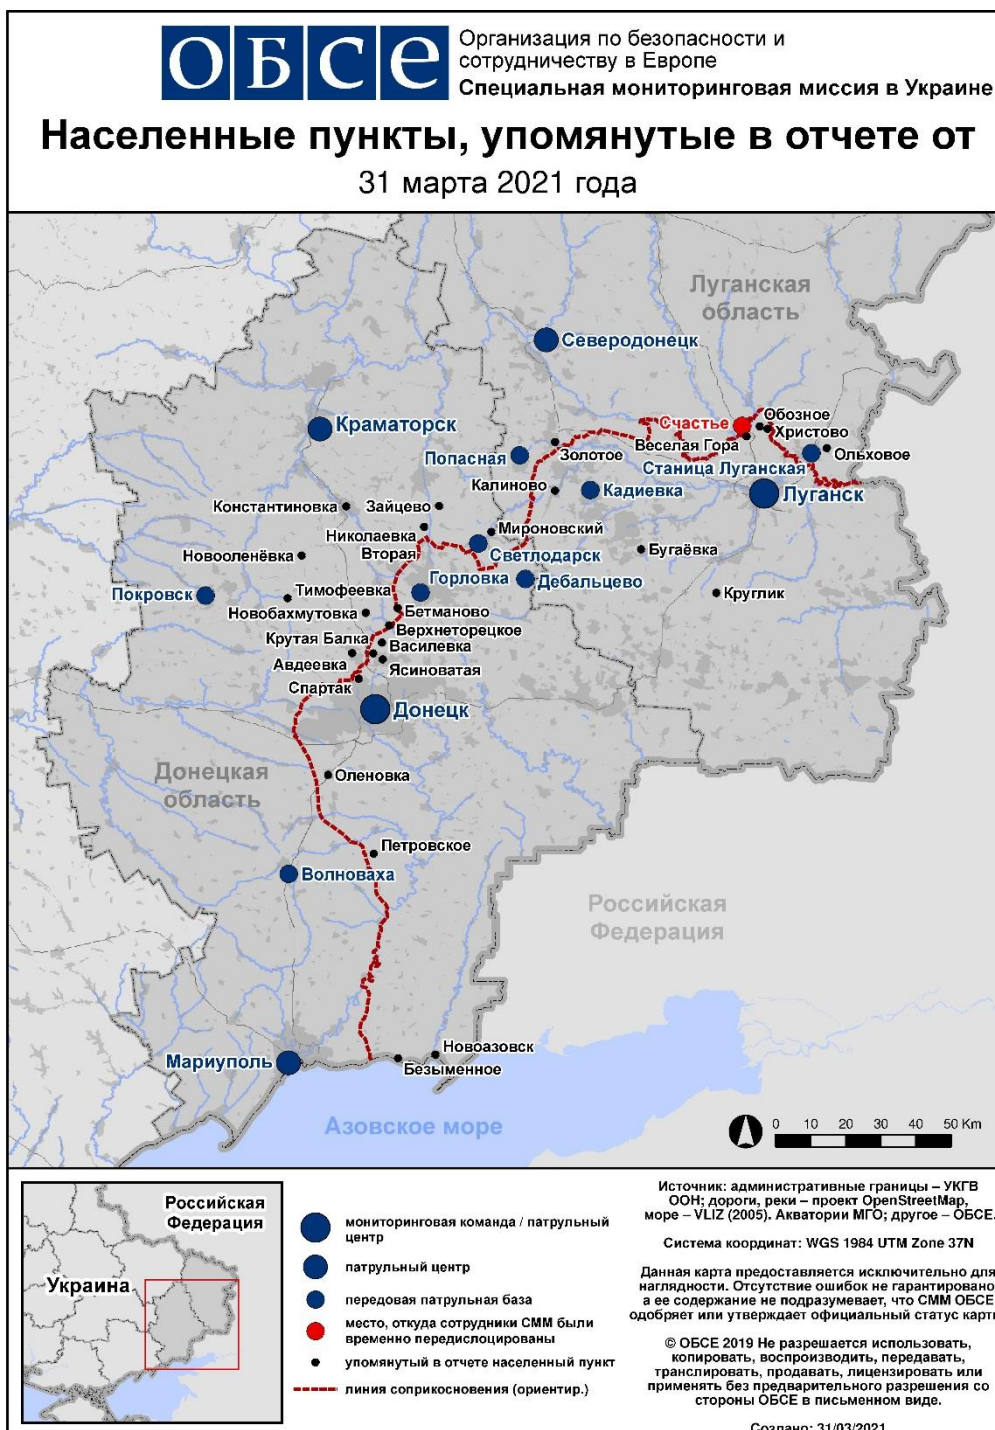 ОБСЕ
Организация по безопасности и
сотрудничеству в Европе
Специальная мониторинговая миссия в Украине
Населенные пункты, упомянутые в отчете от
31 марта 2021 года
Луганская
область
Северодонецк
Краматорск
Счастье
Обозное
Христово
Веселая Гора
Ольховое
Попасная
Золотое
Станица Луганская
Калиново
Кадиевка
Луганск
Константиновка
Зайцево
Николаевка
Вторая
Мироновский
Светлодарск
Бугаёвка
Новооленёвка
Горловка
Дебальцево
Покровск
Тимофеевка
Круглик
Новобахмутовка
Бетманово
Верхнеторецкое
Крутая Балка
Василевка
Авдеевка
Ясиноватая
Спартак
Донецк
Донецкая
область
Оленовка
Петровское
Волноваха
Российская
Федерация
Новоазовск
Мариуполь
Безыменное
Азовское море
0 10 20 30 40 50 Km
Российская
Федерация
Украина
мониторинговая команда / патрульный
центр
патрульный центр
передовая патрульная база
место, откуда сотрудники СММ были
временно передислоцированы
упомянутый в отчете населенный пункт
линия соприкосновения (ориентир.)
Источник: административные границы – УКГВ
ООН; дороги, реки – проект OpenStreetMap,
море – VLIZ (2005). Акватории МГО; другое – ОБСЕ.
Система координат: WGS 1984 UTM Zone 37N
Данная карта предоставляется исключительно для
наглядности. Отсутствие ошибок не гарантировано
а ее содержание не подразумевает, что СММ ОБСЕ
одобряет или утверждает официальный статус карты
© ОБСЕ 2019 Не разрешается использовать,
копировать, воспроизводить, передавать,
транслировать, продавать, лицензировать или
применять без предварительного разрешения со
стороны ОБСЕ в письменном виде.
Создано: 31/03/2021